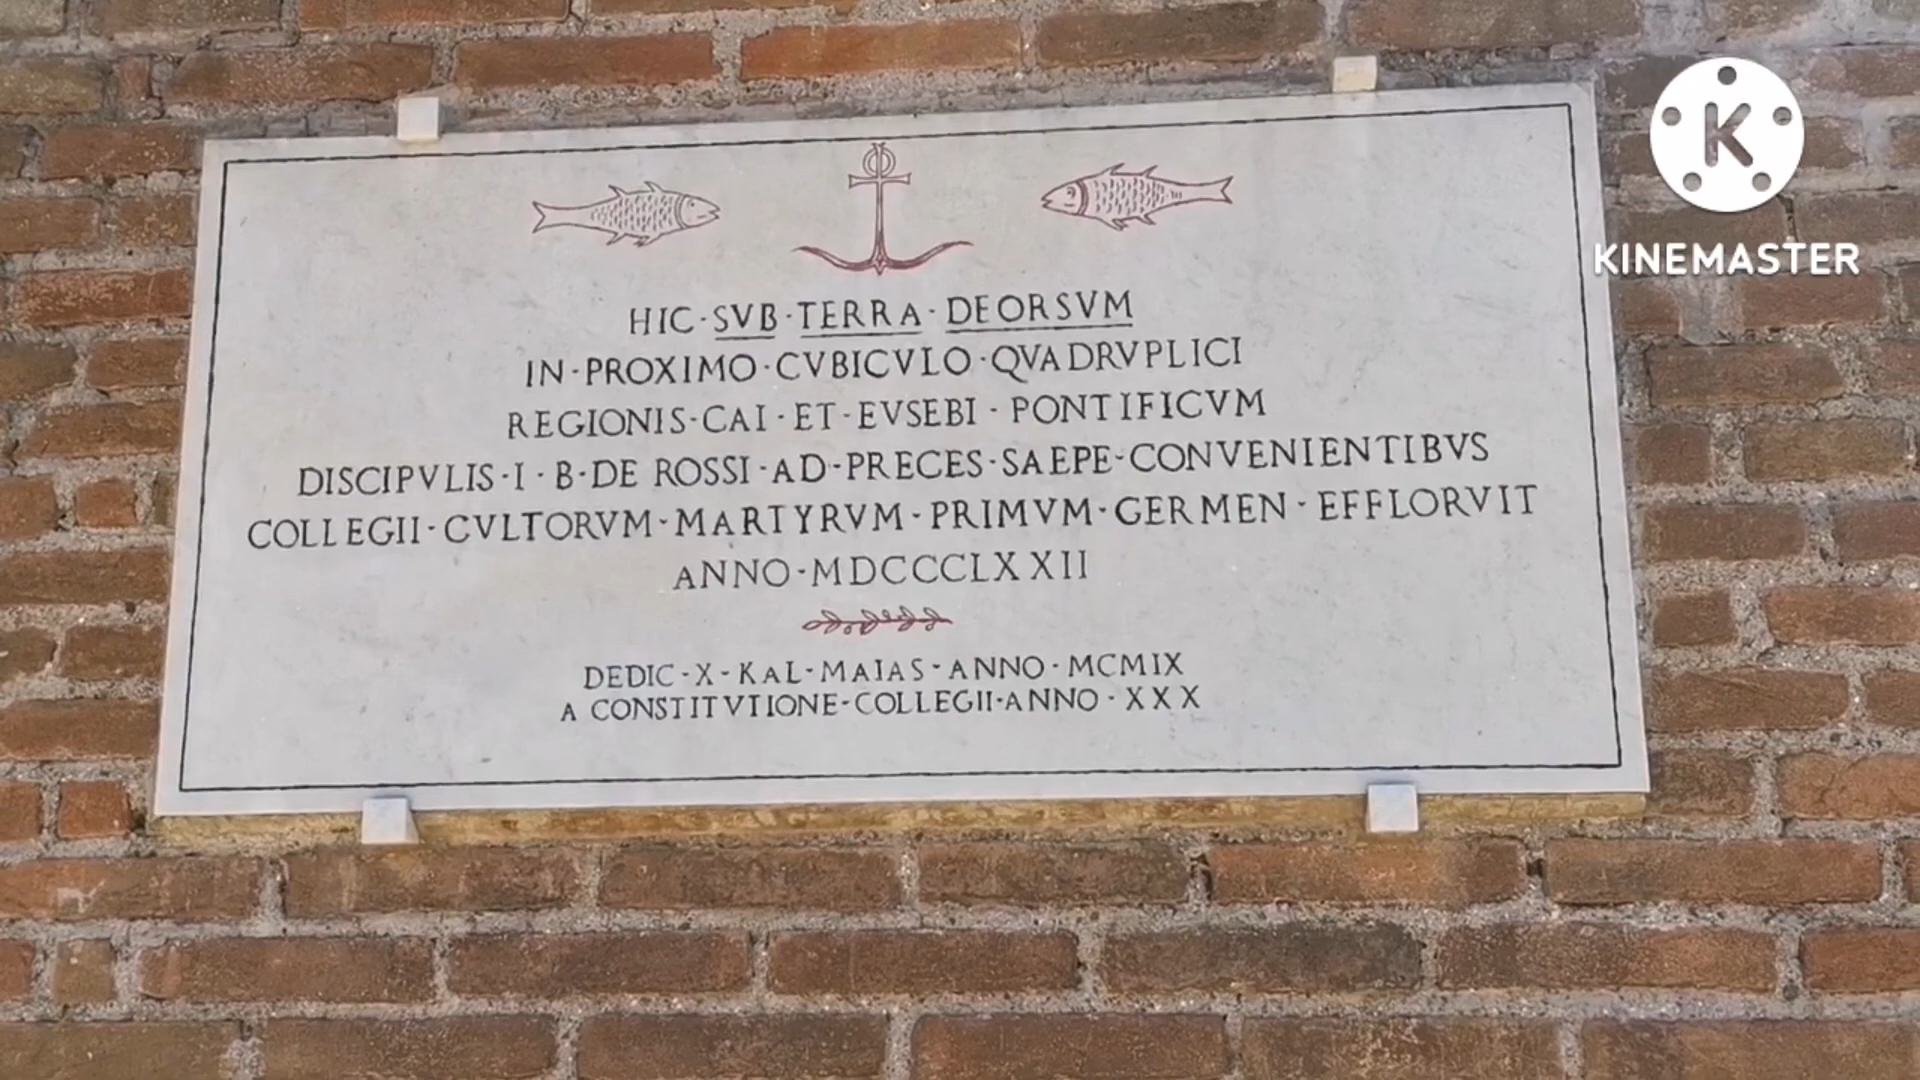 HIC·SVB·TERRA·DEORSVM
IN·PROXIMO·CVBICVLO·QVADRVPLICI
REGIONIS·CAI·ET·EVSEBI·PONTIFICVM
DISCIPVLIS·I·B·DE ROSSI·AD·PRECES·SAEPE·CONVENIENTIBVS
COLLEGII·CVLTORVM·MARTYRVM·PRIMVM·GERMEN·EFFLORVIT
ANNO·MDCCCLXXII
DEDIC·X·KAL·MAIAS·ANNO·MCMIX
A CONSTITVTIONE·COLLEGII·ANNO·XXX
K
KINEMASTER